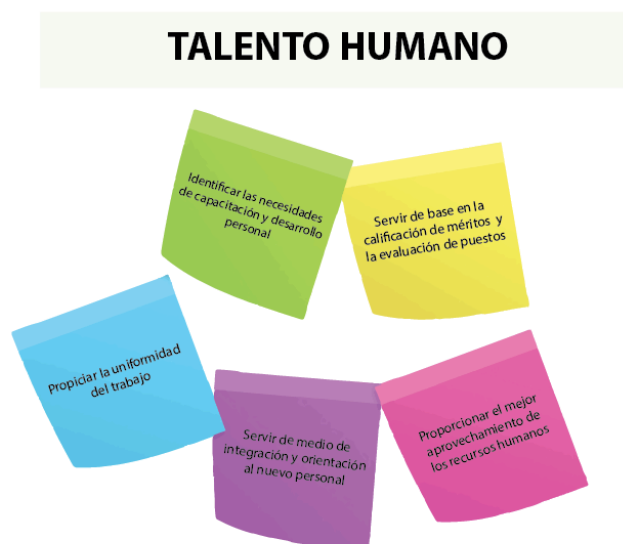 TALENTO HUMANO
Identificar las necesidades
de capacitación y desarrollo
personal
Servir de base en la
calificación de méritos y
la evaluación de puestos
Propiciar la uniformidad
del trabajo
Servir de medio de
integración y orientación
al nuevo personal
Proporcionar el mejor
aprovechamiento de
los recursos humanos